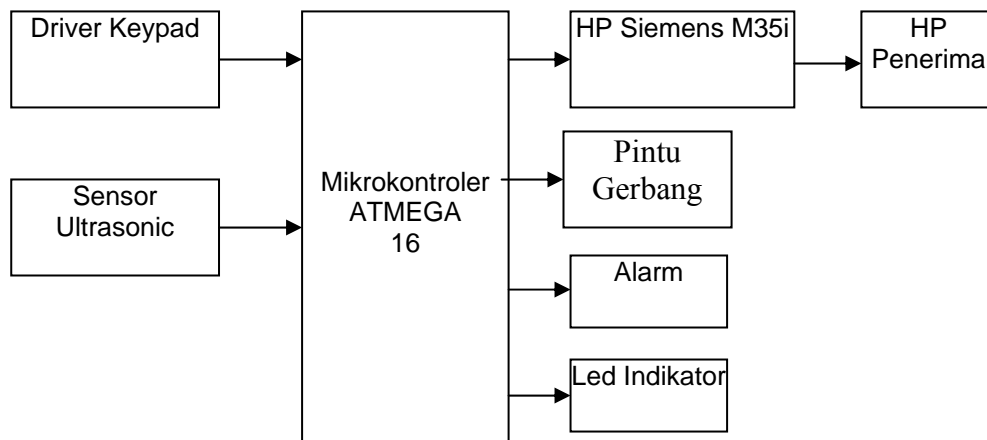 Driver Keypad
Sensor
Ultrasonic
Mikrokontroler
ATMEGA
16
HP Siemens M35i
HP
Penerima
Pintu
Gerbang
Alarm
Led Indikator